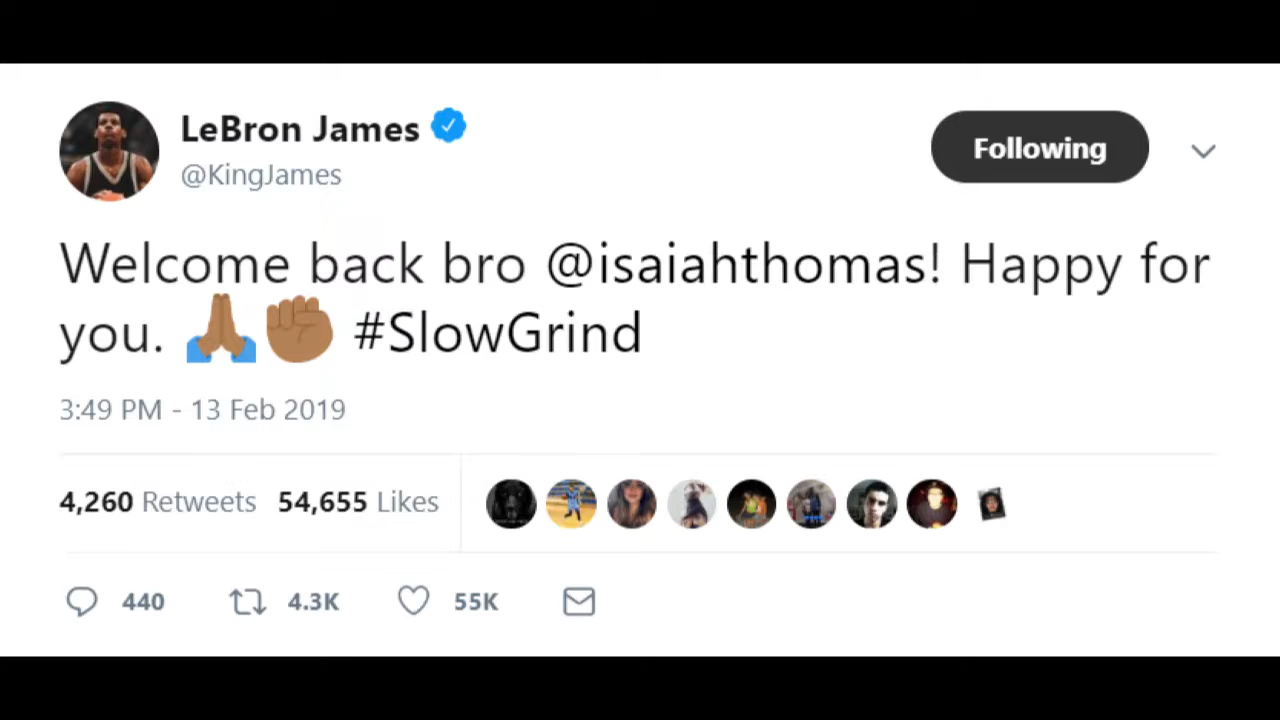 LeBron James
@KingJames
Following
Welcome back bro @isaiahthomas! Happy for
you. 🙏🏾✊🏾 #SlowGrind
3:49 PM - 13 Feb 2019
4,260 Retweets 54,655 Likes
440 4.3K 55K